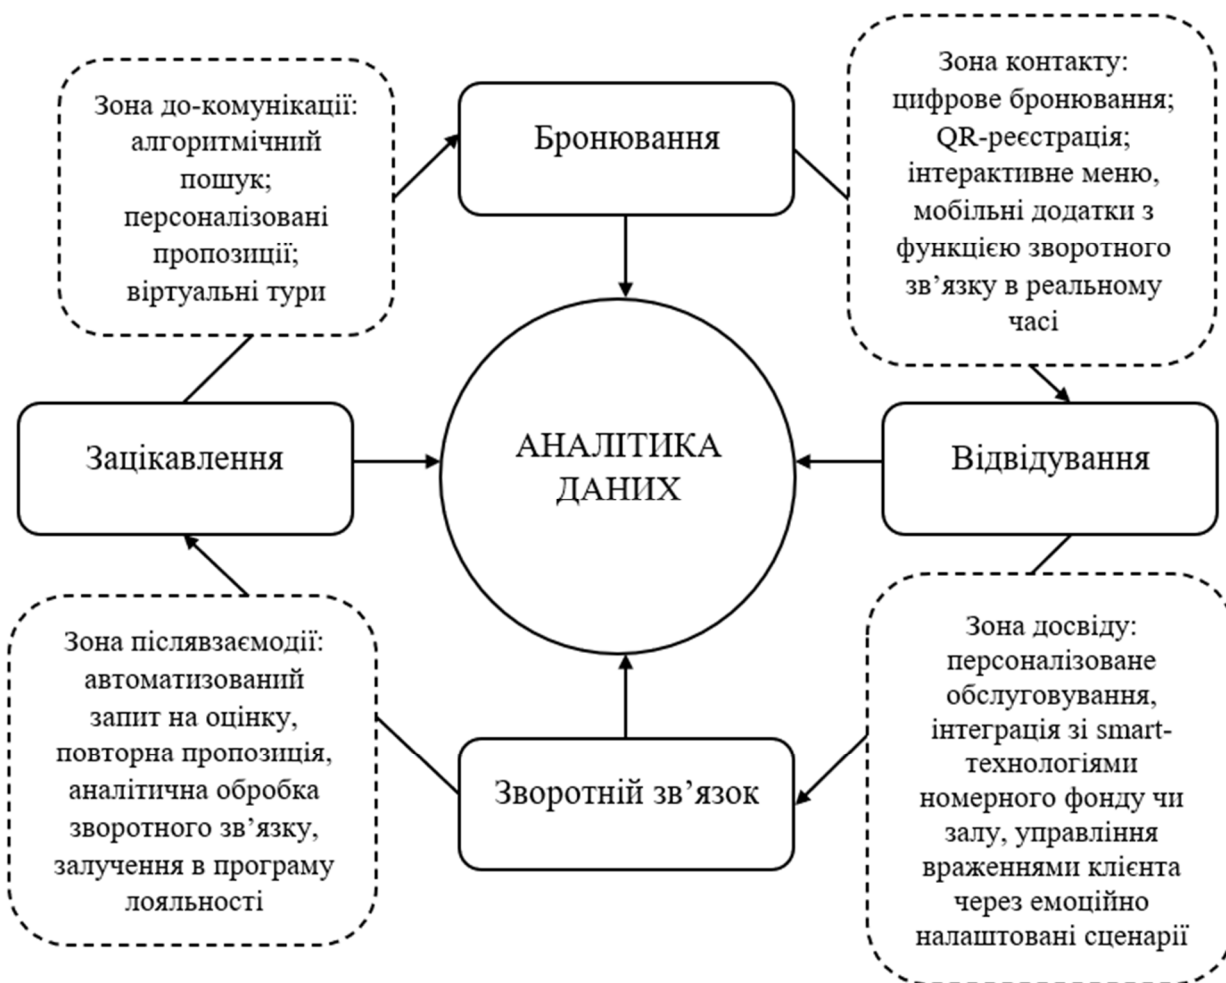 Зона до-комунікації:
алгоритмічний
пошук;
персоналізовані
пропозиції;
віртуальні тури
Бронювання
Зона контакту:
цифрове бронювання;
QR-реєстрація;
інтерактивне меню,
мобільні додатки з
функцією зворотного
зв’язку в реальному
часі
Зацікавлення
АНАЛІТИКА
ДАНИХ
Відвідування
Зона післявзаємодії:
автоматизований
запит на оцінку,
повторна пропозиція,
аналітична обробка
зворотного зв’язку,
залучення в програму
лояльності
Зворотній зв’язок
Зона досвіду:
персоналізоване
обслуговування,
інтеграція зі smart-
технологіями
номерного фонду чи
залу, управління
враженнями клієнта
через емоційно
налаштовані сценарії